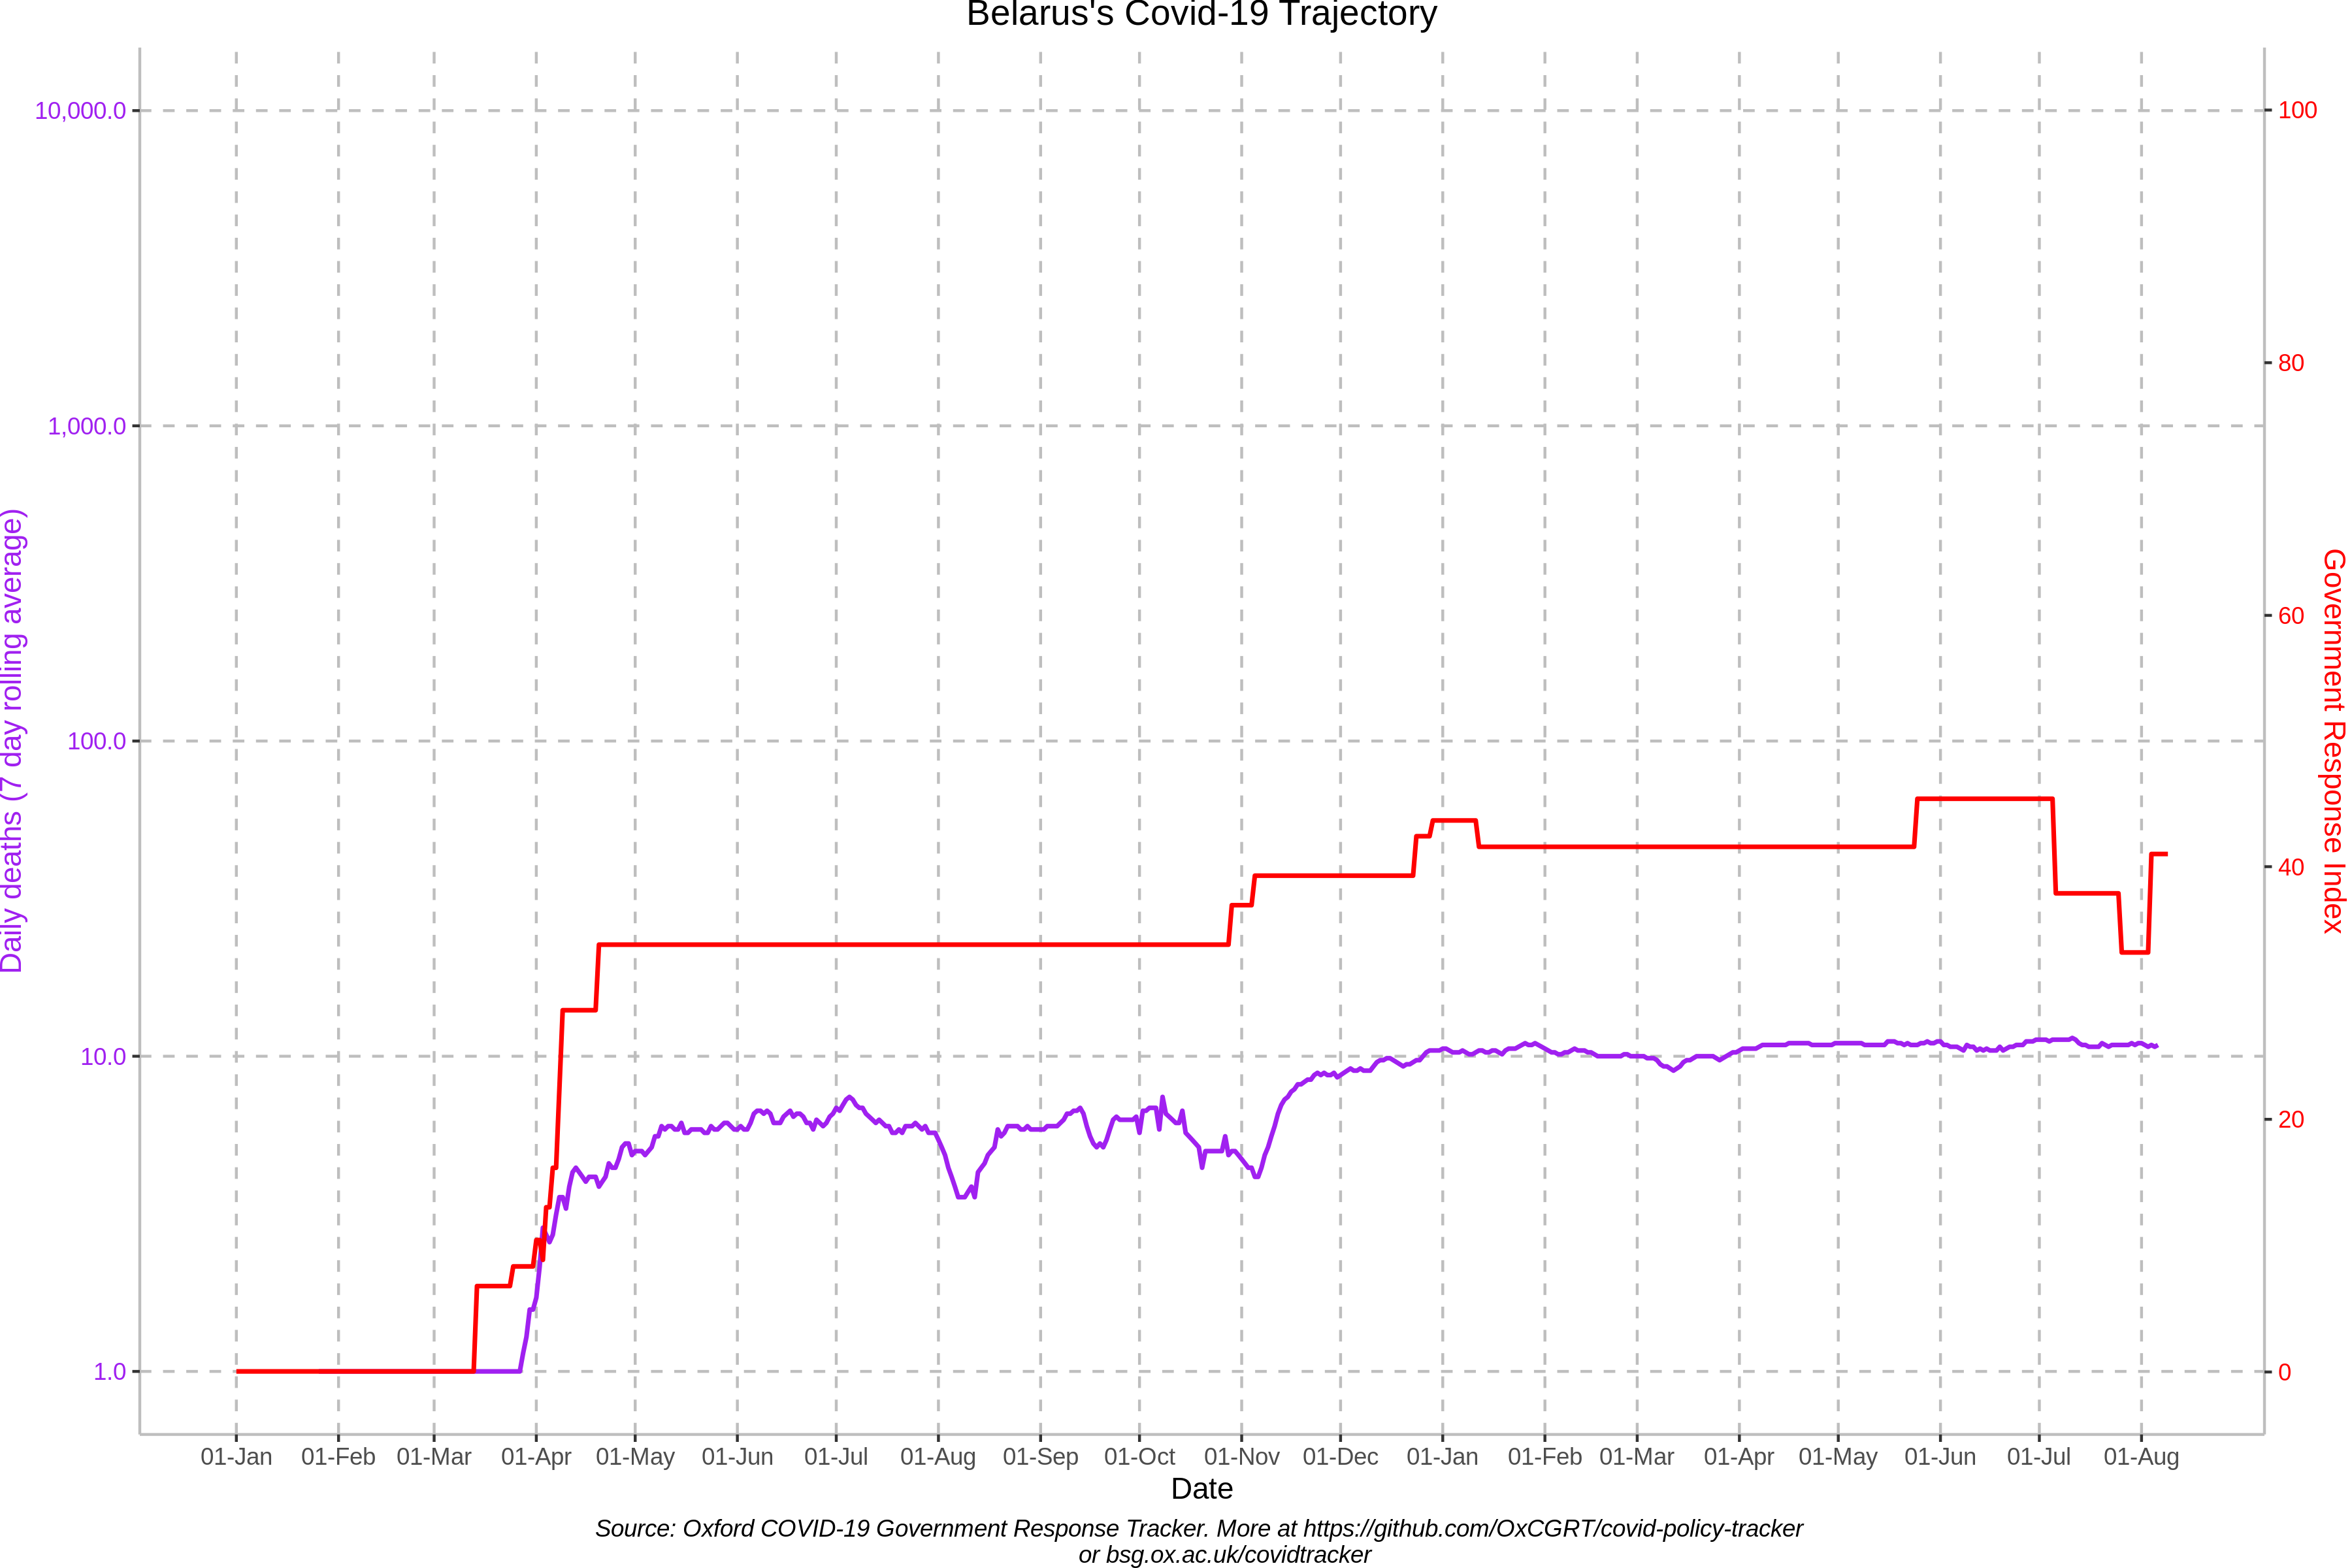 Belarus's Covid-19 Trajectory
10,000.0
1,000.0
100.0
10.0
1.0
Daily deaths (7 day rolling average)
100
80
60
40
20
0
Government Response Index
01-Jan 01-Feb 01-Mar 01-Apr 01-May 01-Jun 01-Jul 01-Aug 01-Sep 01-Oct 01-Nov 01-Dec 01-Jan 01-Feb 01-Mar 01-Apr 01-May 01-Jun 01-Jul 01-Aug
Date
Source: Oxford COVID-19 Government Response Tracker. More at https://github.com/OxCGRT/covid-policy-tracker
or bsg.ox.ac.uk/covidtracker